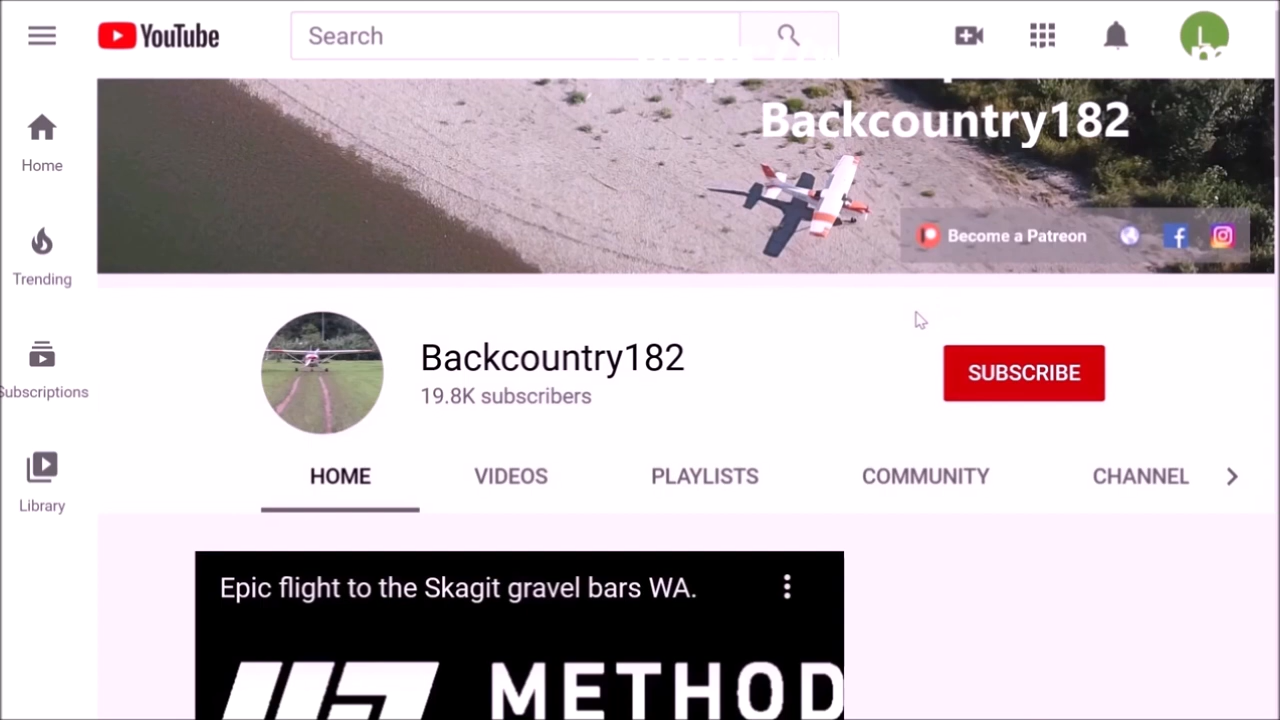 YouTube
Search
L
Backcountry182
Home
Become a Patreon
Trending
Backcountry182
SUBSCRIBE
19.8K subscribers
Subscriptions
HOME VIDEOS PLAYLISTS COMMUNITY CHANNEL
Library
Epic flight to the Skagit gravel bars WA.
METHOD